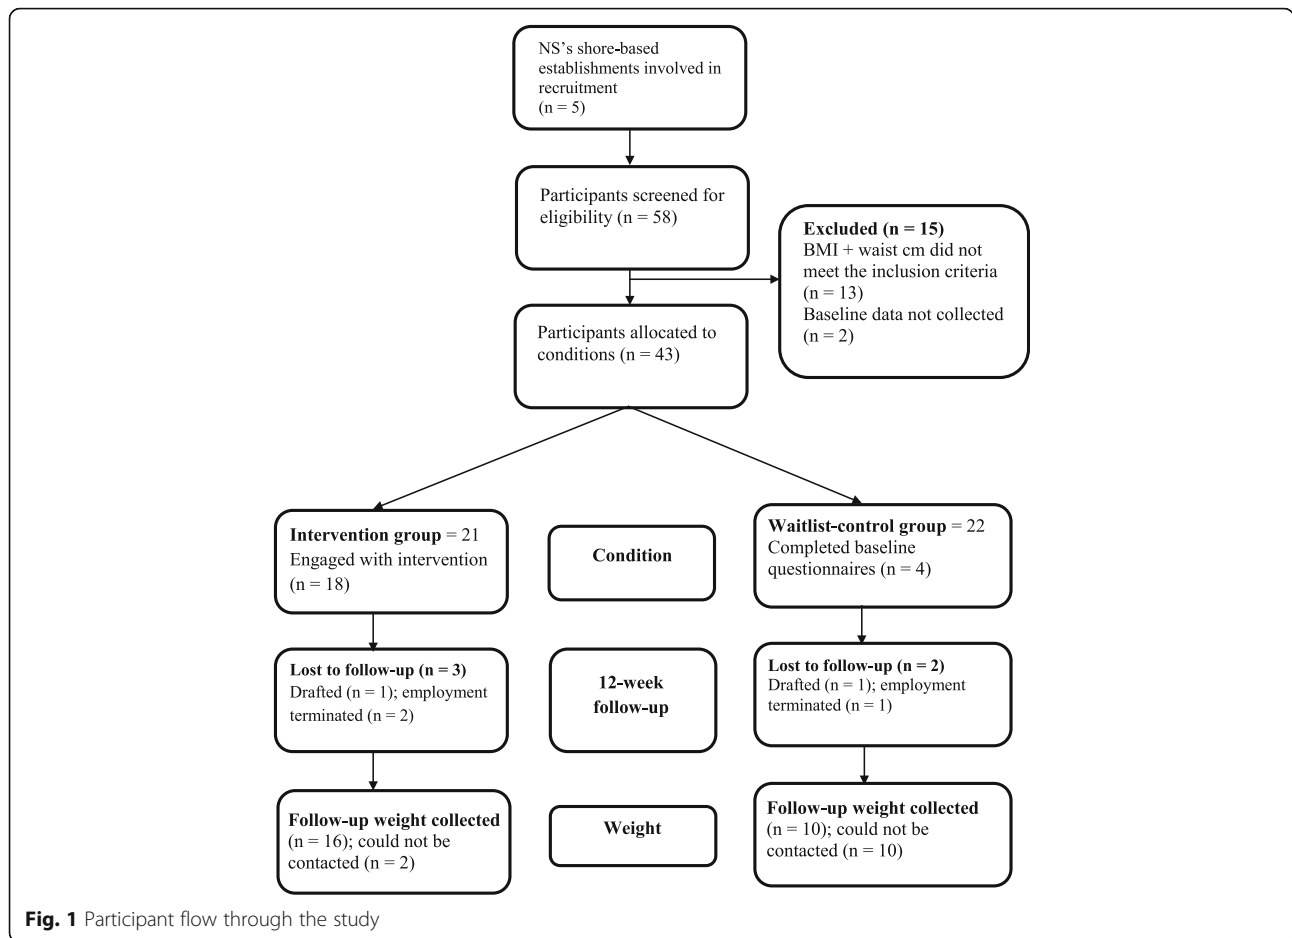 NS's shore-based
establishments involved in
recruitment
(n = 5)
Participants screened for
eligibility (n = 58)
Excluded (n = 15)
BMI + waist cm did not
meet the inclusion criteria
(n = 13)
Baseline data not collected
(n = 2)
Participants allocated to
conditions (n = 43)
Intervention group = 21
Engaged with intervention
(n = 18)
Condition
Waitlist-control group = 22
Completed baseline
questionnaires (n = 4)
Lost to follow-up (n = 3)
Drafted (n = 1); employment
terminated (n = 2)
12-week
follow-up
Lost to follow-up (n = 2)
Drafted (n = 1); employment
terminated (n = 1)
Follow-up weight collected
(n = 16); could not be
contacted (n = 2)
Weight
Follow-up weight collected
(n = 10); could not be
contacted (n = 10)
Fig. 1 Participant flow through the study